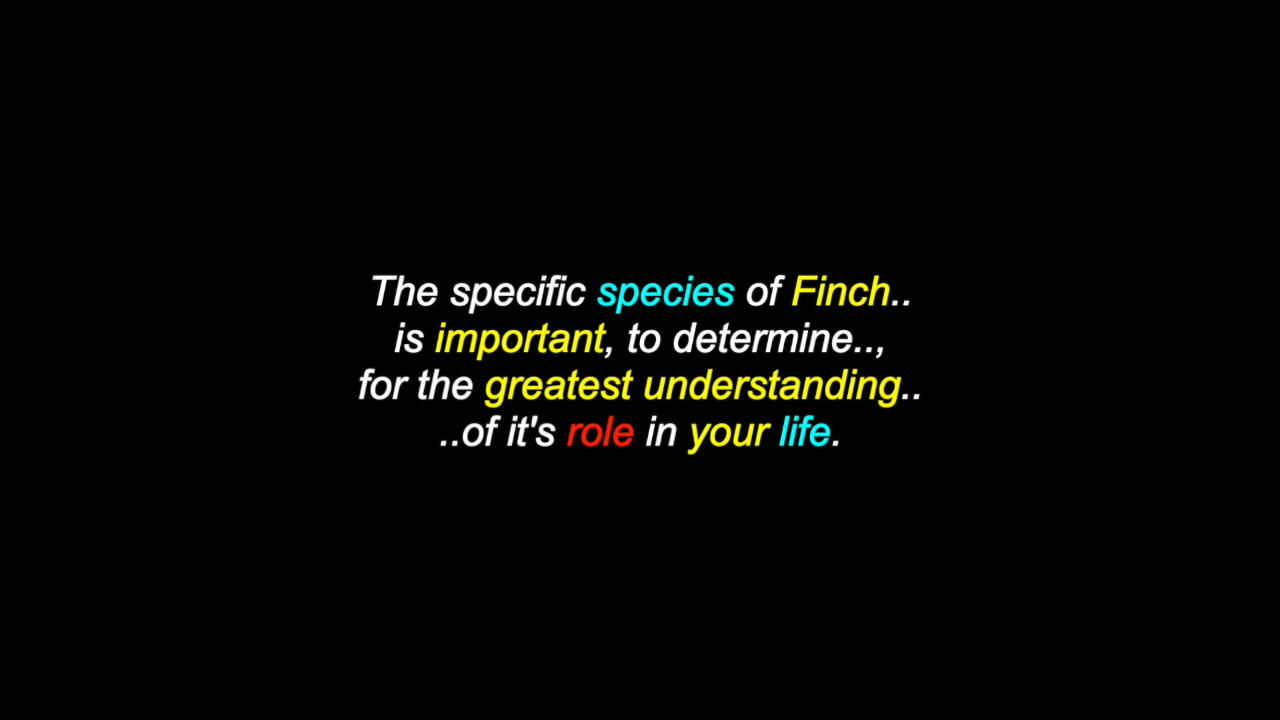 The specific species of Finch..
is important, to determine..,
for the greatest understanding..
..of it's role in your life.